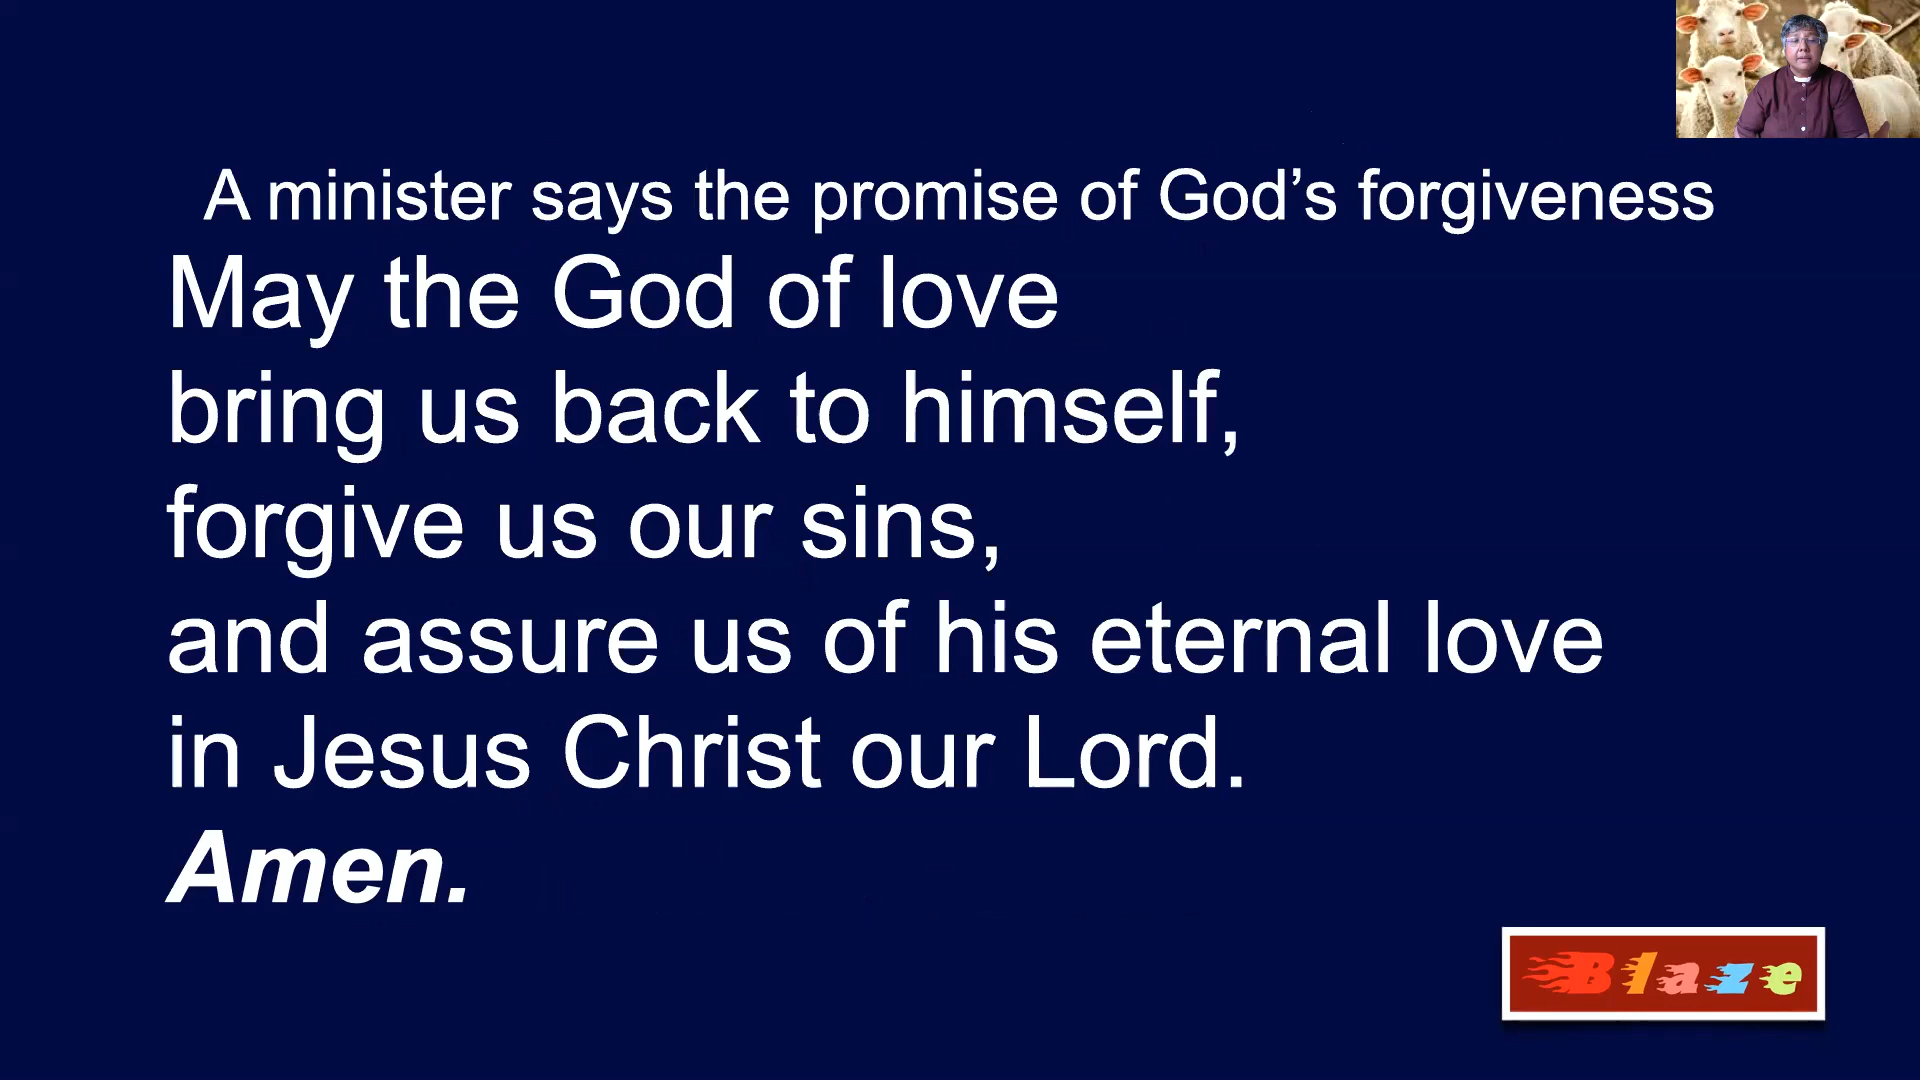 A minister says the promise of God’s forgiveness
May the God of love
bring us back to himself,
forgive us our sins,
and assure us of his eternal love
in Jesus Christ our Lord.
Amen.
Blaze